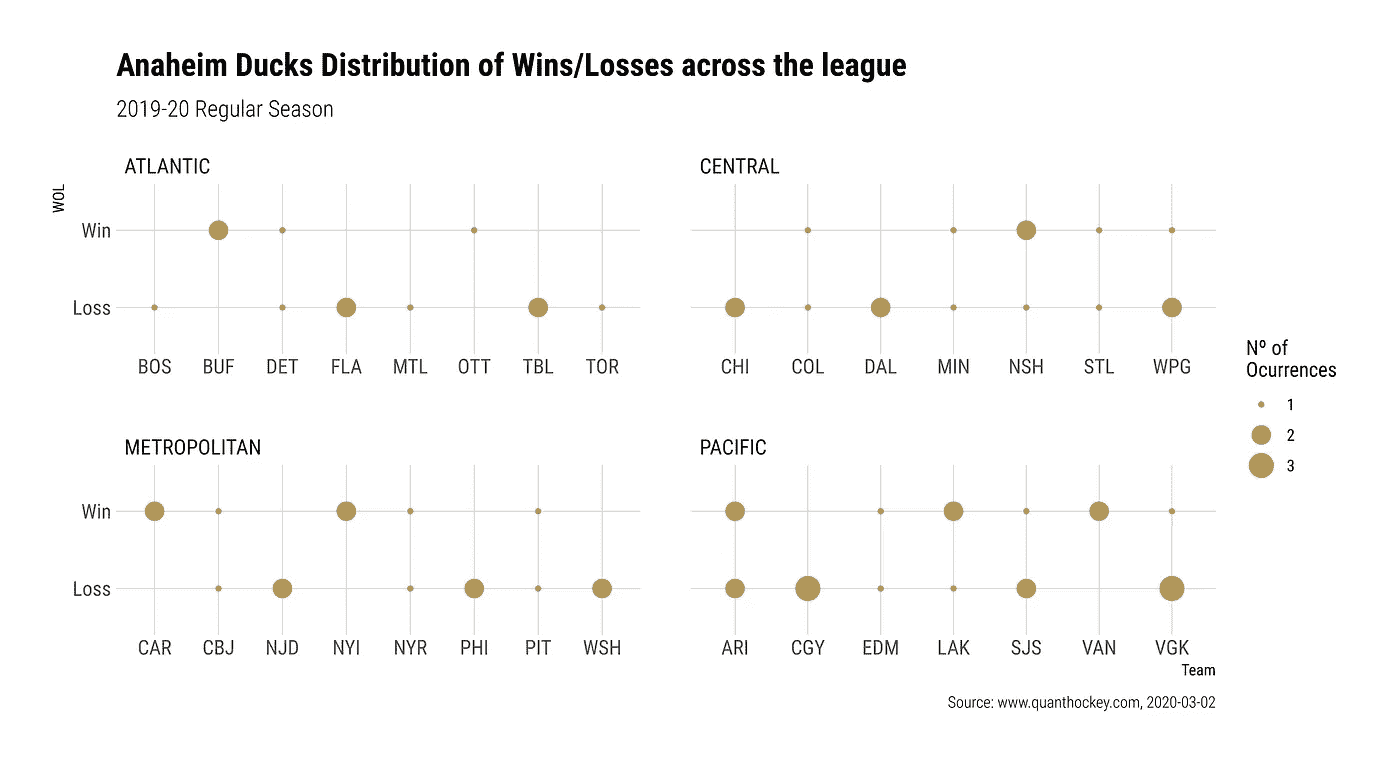 Anaheim Ducks Distribution of Wins/Losses across the league
2019-20 Regular Season
ATLANTIC
WOL
Win
Loss
BOS BUF DET FLA MTL OTT TBL TOR
CENTRAL
CHI COL DAL MIN NSH STL WPG
METROPOLITAN
Win
Loss
CAR CBJ NJD NYI NYR PHI PIT WSH
PACIFIC
ARI CGY EDM LAK SJS VAN VGK
Team
Nº of
Ocurrences
1
2
3
Source: www.quanthockey.com, 2020-03-02